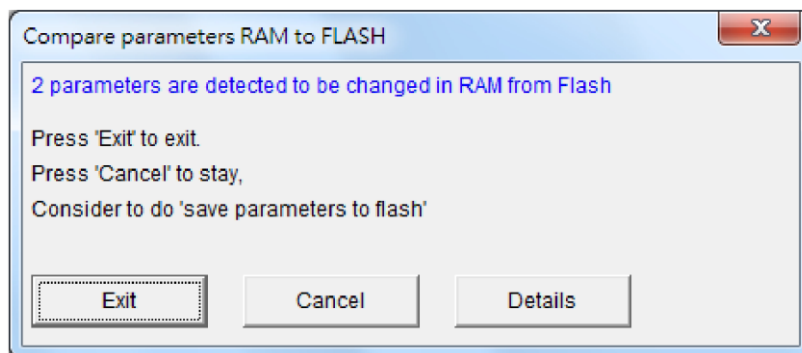 Compare parameters RAM to FLASH
2 parameters are detected to be changed in RAM from Flash
Press 'Exit' to exit.
Press 'Cancel' to stay,
Consider to do 'save parameters to flash'
Exit Cancel Details